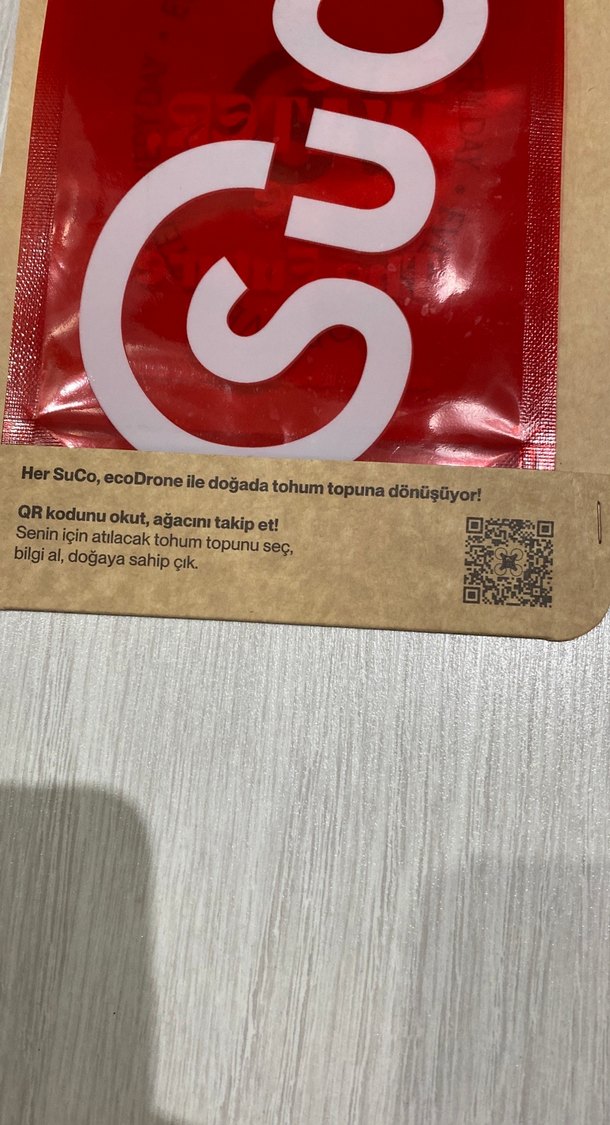 SuCo
Her SuCo, ecoDrone ile doğada tohum topuna dönüşüyor!
QR kodunu okut, ağacını takip et!
Senin için atılacak tohum topunu seç,
bilgi al, doğaya sahip çık.